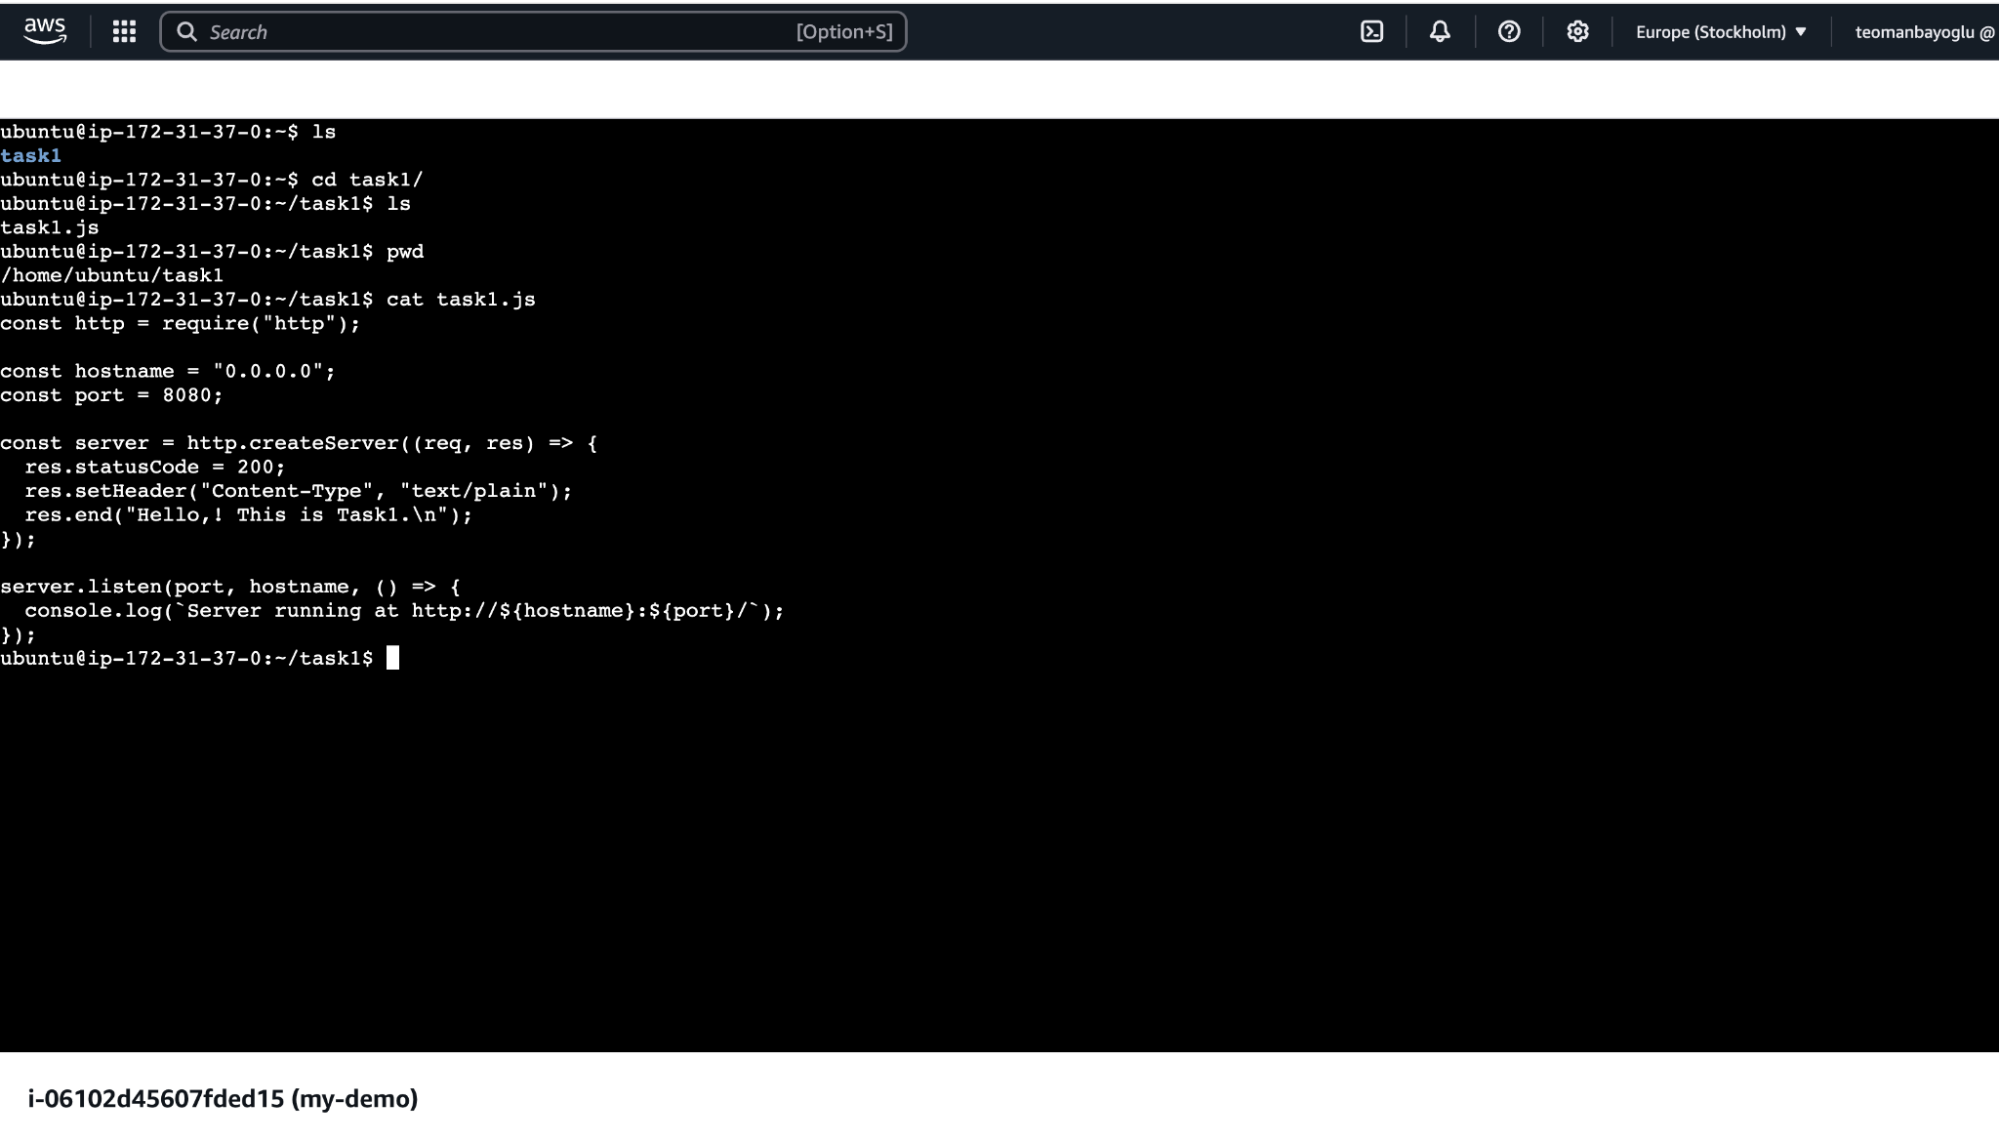 aws Search [Option+S] Europe (Stockholm) teomanbayoglu @
ubuntu@ip-172-31-37-0:~$ ls
task1
ubuntu@ip-172-31-37-0:~$ cd task1/
ubuntu@ip-172-31-37-0:~/task1$ ls
task1.js
ubuntu@ip-172-31-37-0:~/task1$ pwd
/home/ubuntu/task1
ubuntu@ip-172-31-37-0:~/task1$ cat task1.js
const http = require("http");

const hostname = "0.0.0.0";
const port = 8080;

const server = http.createServer((req, res) => {
  res.statusCode = 200;
  res.setHeader("Content-Type", "text/plain");
  res.end("Hello,! This is Task1.\n");
});

server.listen(port, hostname, () => {
  console.log(`Server running at http://${hostname}:${port}/`);
});
ubuntu@ip-172-31-37-0:~/task1$
i-06102d45607fded15 (my-demo)